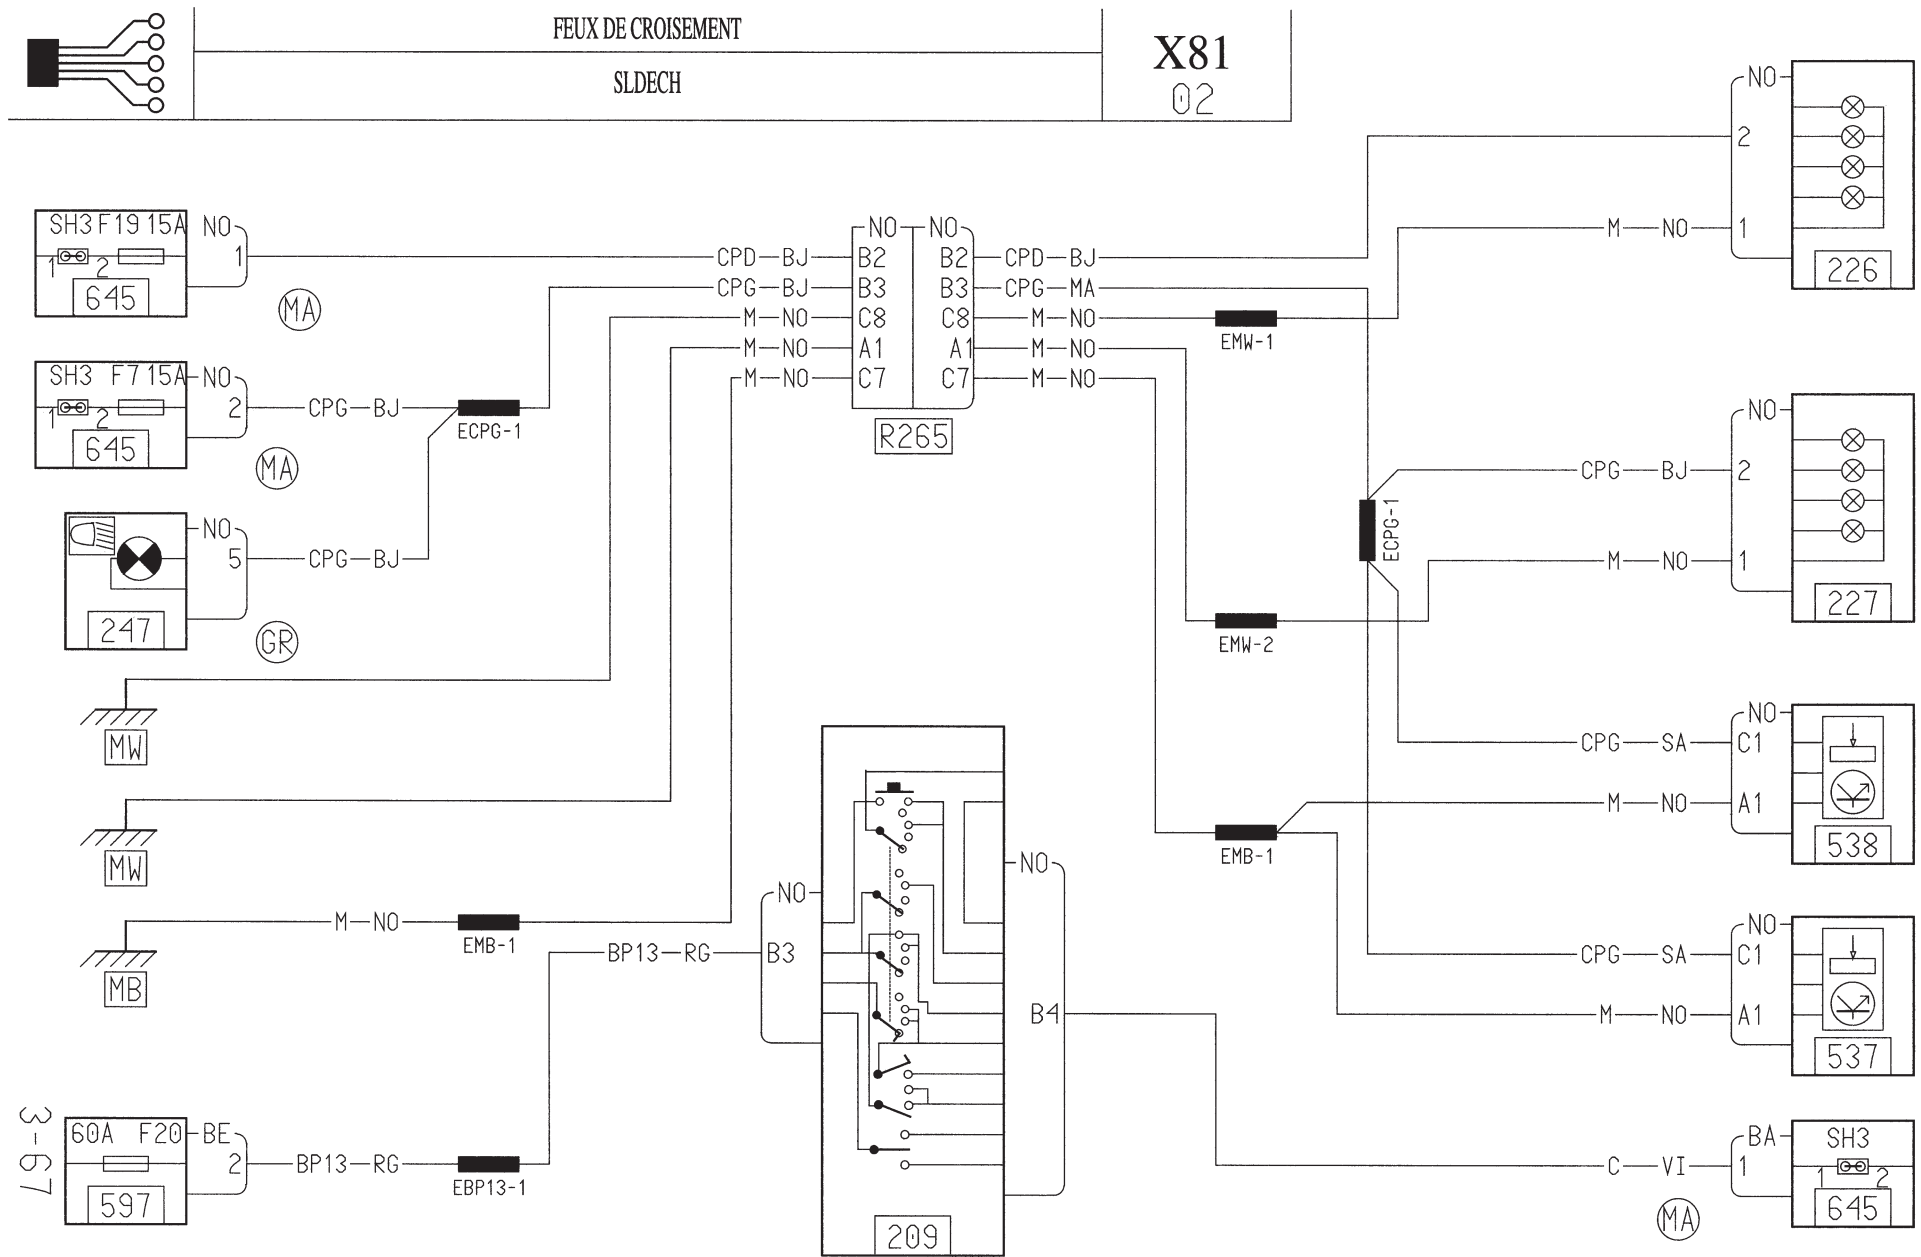 FEUX DE CROISEMENT
SLDECH
X81
02
SH3 F19 15A NO
1 2 1
645
MA
SH3 F7 15A NO
1 2 2 CPG BJ
645
ECPG-1
MA
NO
5 CPG BJ
247
GR
MW
MW
M NO
EMB-1
MB
60A F20 BE
2 BP13 RG
597
EBP13-1
3-67
NO NO
CPD BJ B2 B2 CPD BJ
CPG BJ B3 B3 CPG MA
M NO C8 C8 M NO
M NO A1 A1 M NO
M NO C7 C7 M NO
R265
EMW-1
EMW-2
EMB-1
ECPG-1
NO
BP13 RG B3
NO
B4
209
NO
2
M NO 1
226
NO
CPG BJ 2
M NO 1
227
NO
CPG SA C1
M NO A1
538
NO
CPG SA C1
M NO A1
537
BA SH3
C VI 1 1 2
645
MA